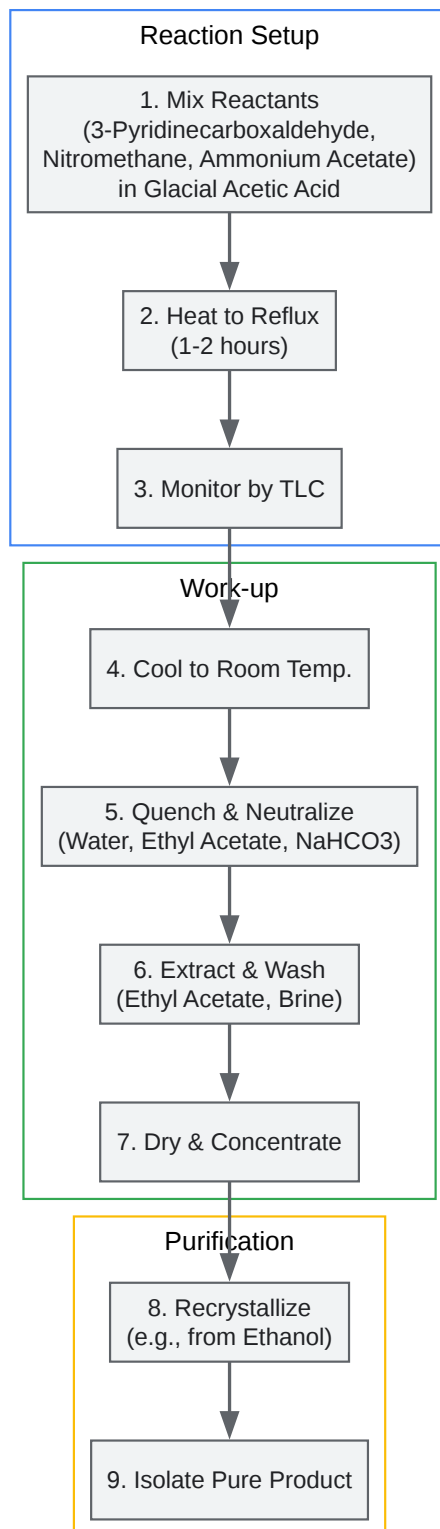 Reaction Setup
1. Mix Reactants
(3-Pyridinecarboxaldehyde,
Nitromethane, Ammonium Acetate)
in Glacial Acetic Acid
2. Heat to Reflux
(1-2 hours)
3. Monitor by TLC
Work-up
4. Cool to Room Temp.
5. Quench & Neutralize
(Water, Ethyl Acetate, NaHCO3)
6. Extract & Wash
(Ethyl Acetate, Brine)
7. Dry & Concentrate
Purification
8. Recrystallize
(e.g., from Ethanol)
9. Isolate Pure Product